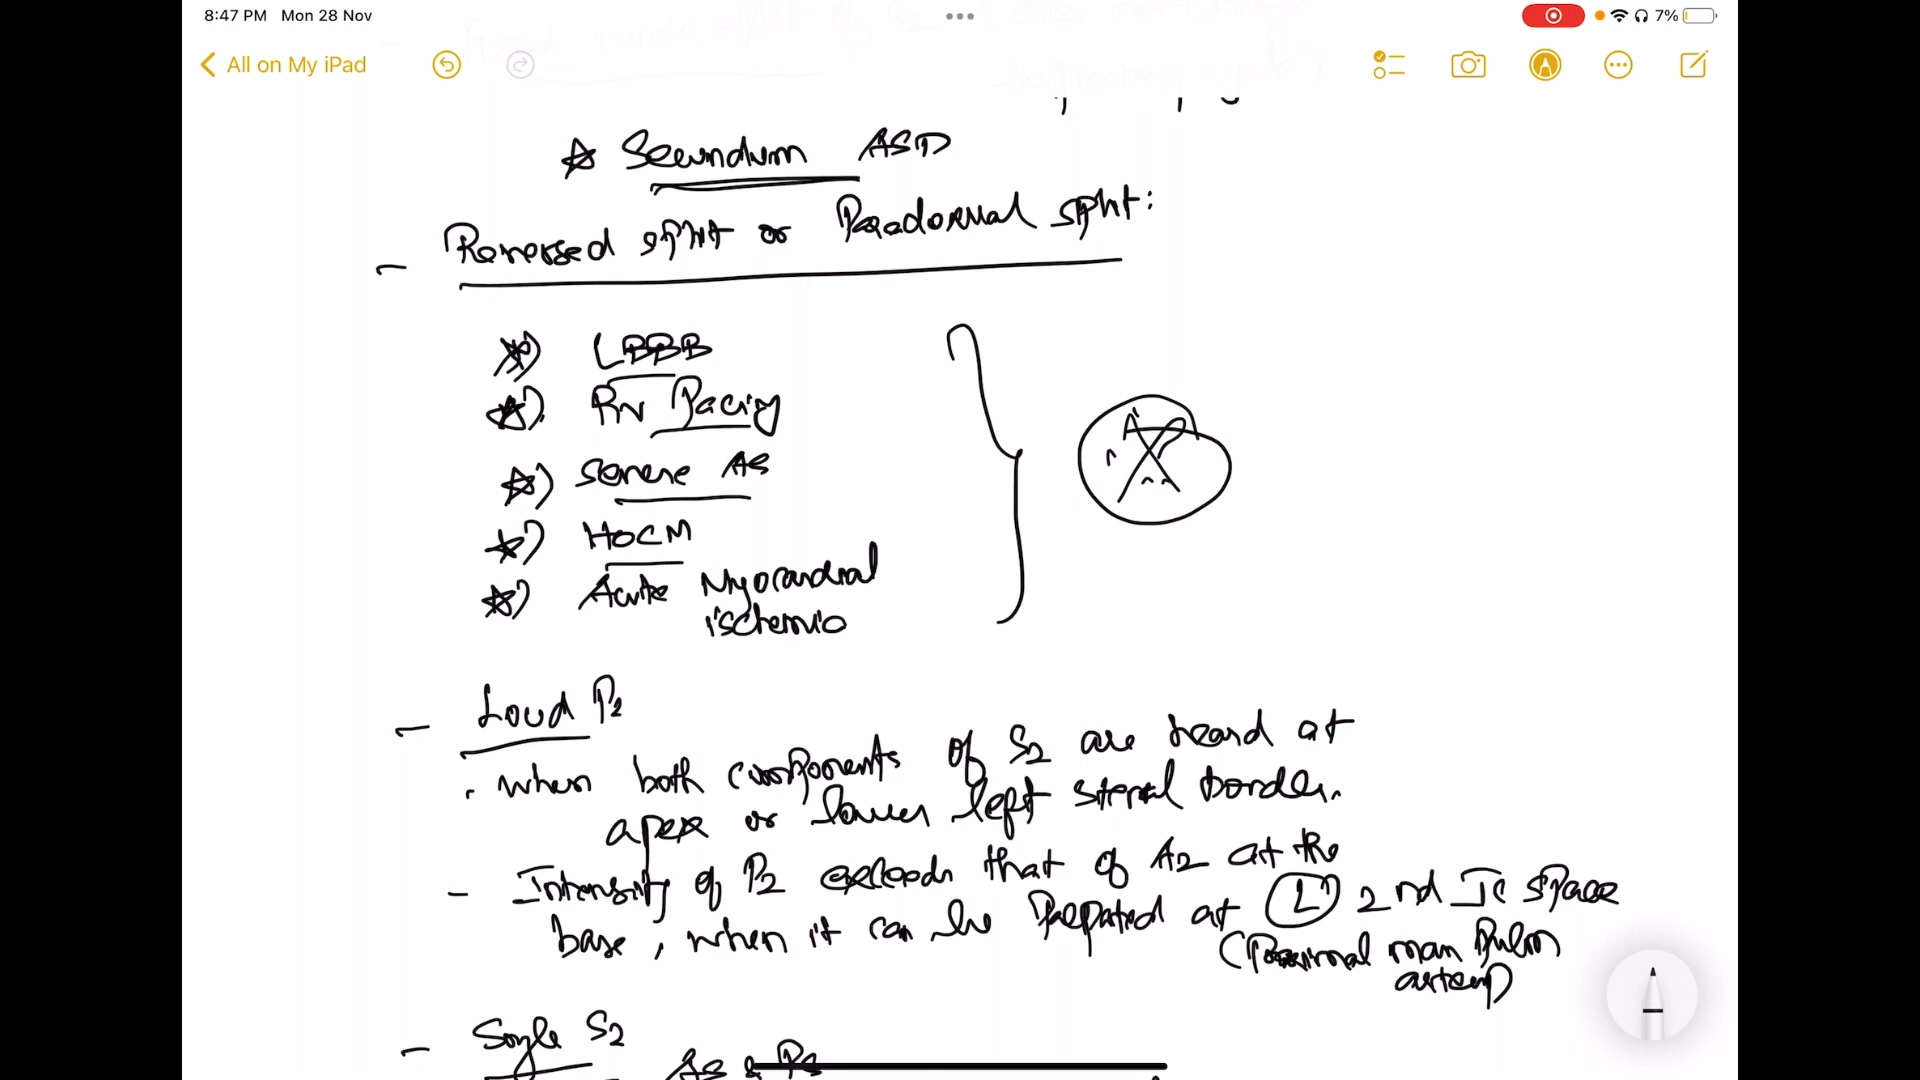 8:47 PM Mon 28 Nov
7%
All on My iPad
☆ Secundum ASD
- Reversed split or Paradoxical split:
☆) LBBB
☆) RV Pacing
☆) Severe AS
☆) HOCM
☆) Acute Myocardial
ischemia
- Loud P2
. when both components of S2 are heard at
apex or lower left sternal border.
- Intensity of P2 exceeds that of A2 at the
base, when it can be Palpated at (L) 2nd IC space
(Proximal main Pulm
artery)
- Single S2
AS & PS